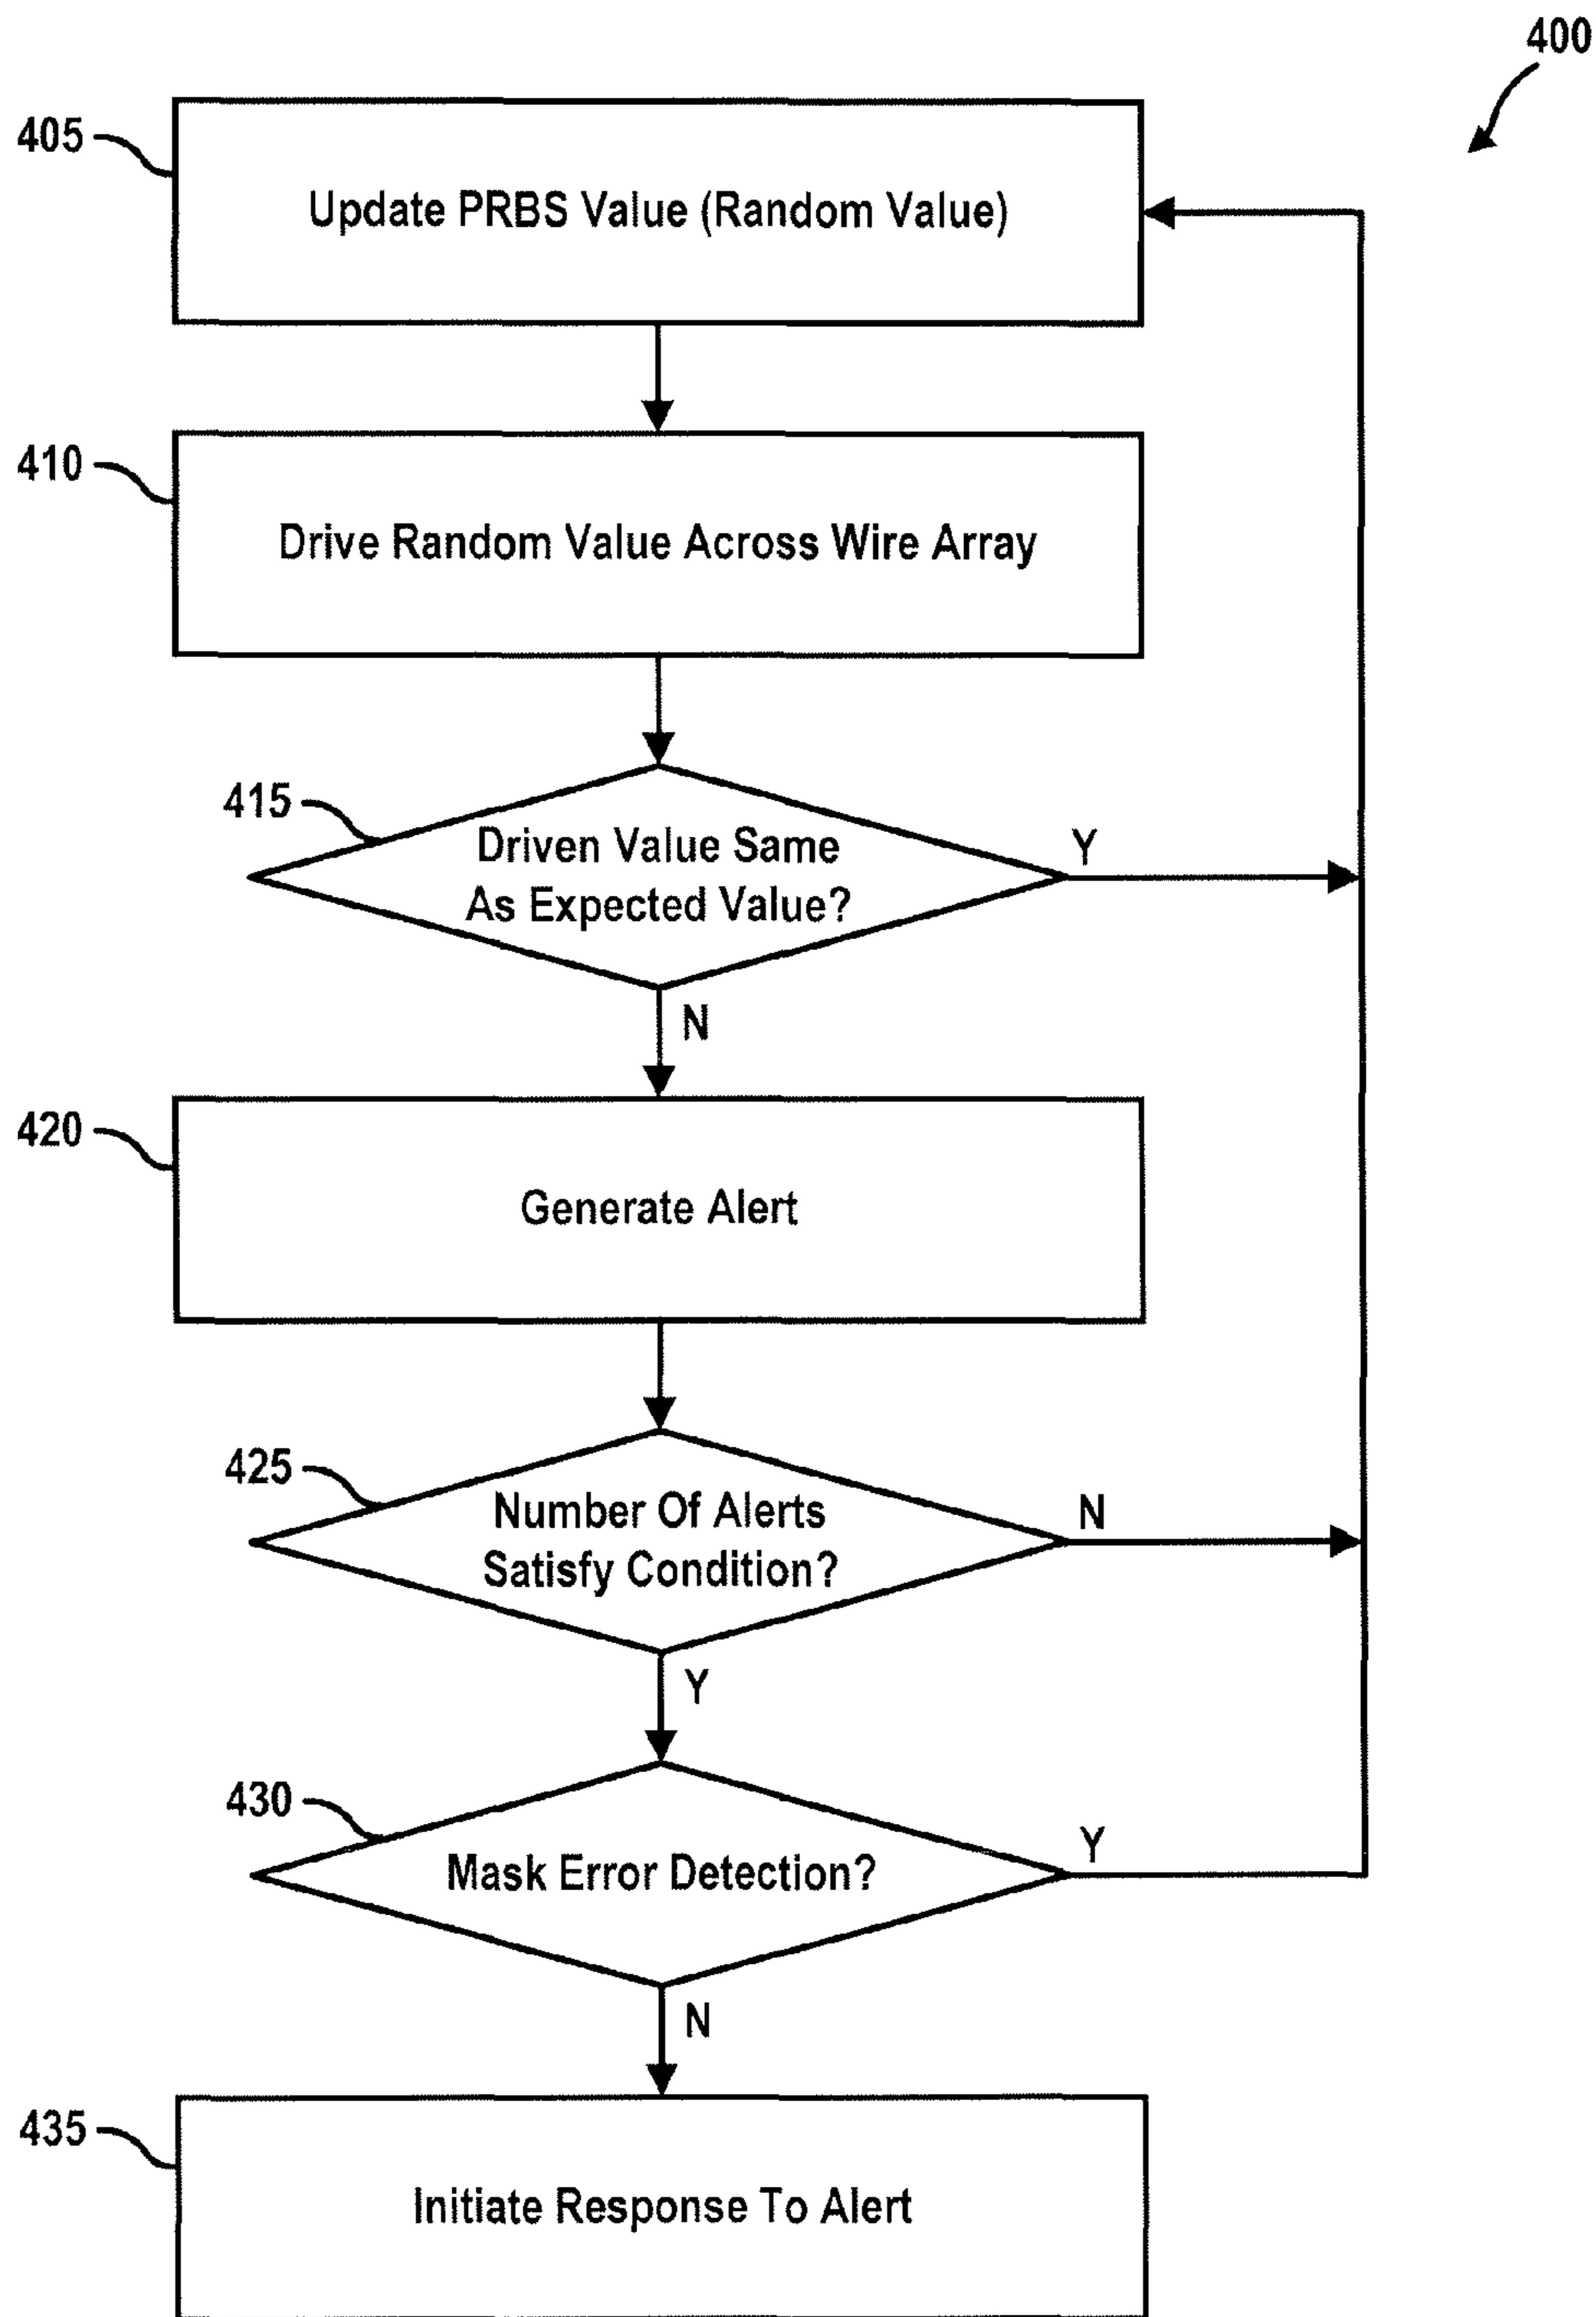 400
405
Update PRBS Value (Random Value)
410
Drive Random Value Across Wire Array
415
Driven Value Same
As Expected Value?
Y
N
420
Generate Alert
425
Number Of Alerts
Satisfy Condition?
N
Y
430
Mask Error Detection?
Y
N
435
Initiate Response To Alert